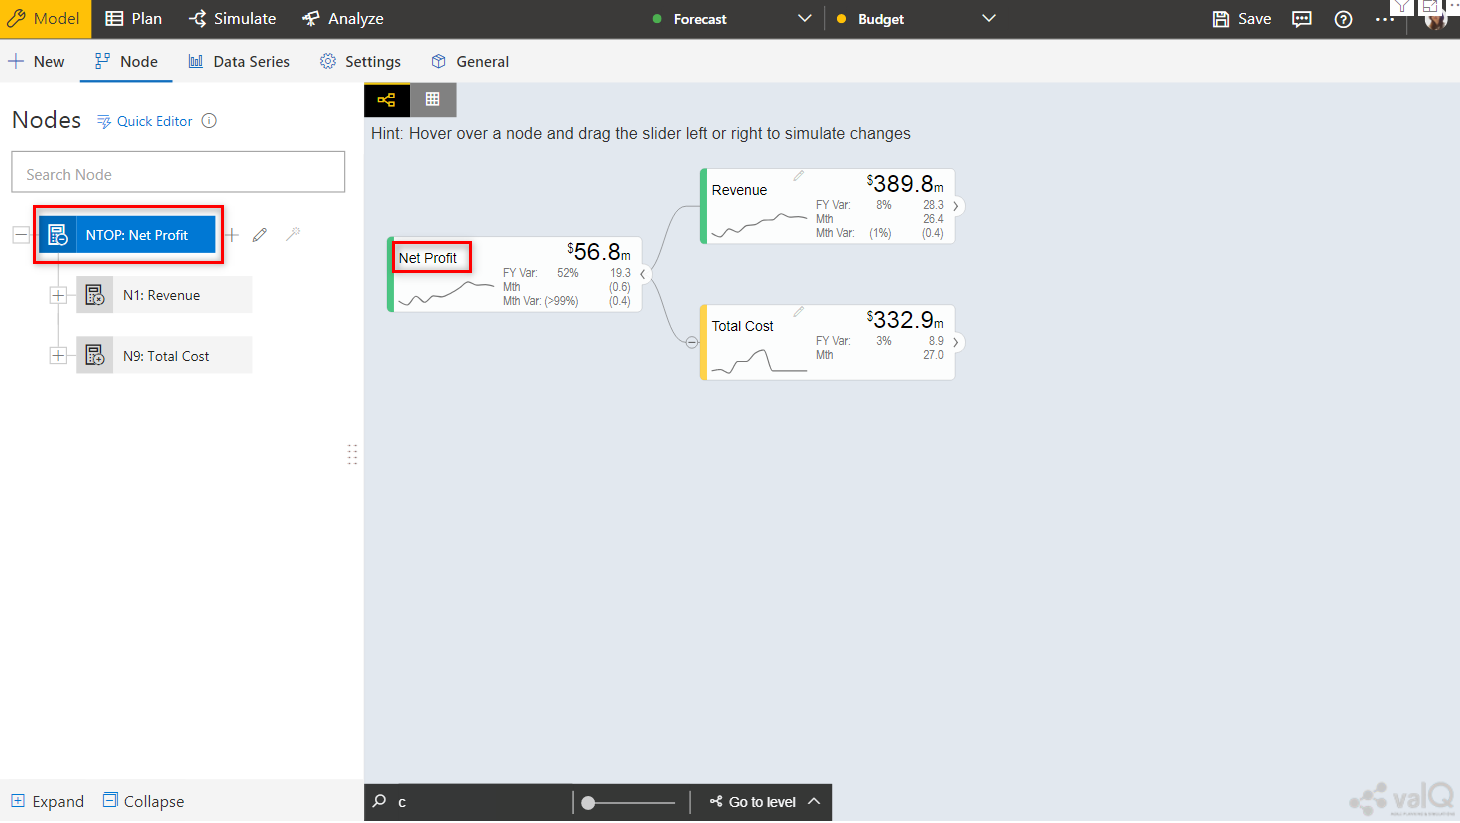 Model Plan Simulate Analyze Forecast Budget Save
New Node Data Series Settings General
Nodes Quick Editor
Search Node
NTOP: Net Profit
N1: Revenue
N9: Total Cost
Expand Collapse
Hint: Hover over a node and drag the slider left or right to simulate changes
Net Profit $56.8m
FY Var: 52% 19.3
Mth (0.6)
Mth Var: (>99%) (0.4)
Revenue $389.8m
FY Var: 8% 28.3
Mth 26.4
Mth Var: (1%) (0.4)
Total Cost $332.9m
FY Var: 3% 8.9
Mth 27.0
c Go to level
valQ